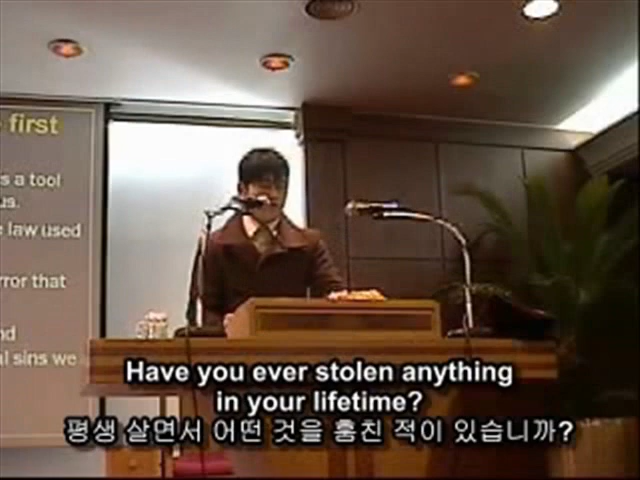 first
s a tool
us.
law used
rror that
nd
al sins we
Have you ever stolen anything
in your lifetime?
평생 살면서 어떤 것을 훔친 적이 있습니까?